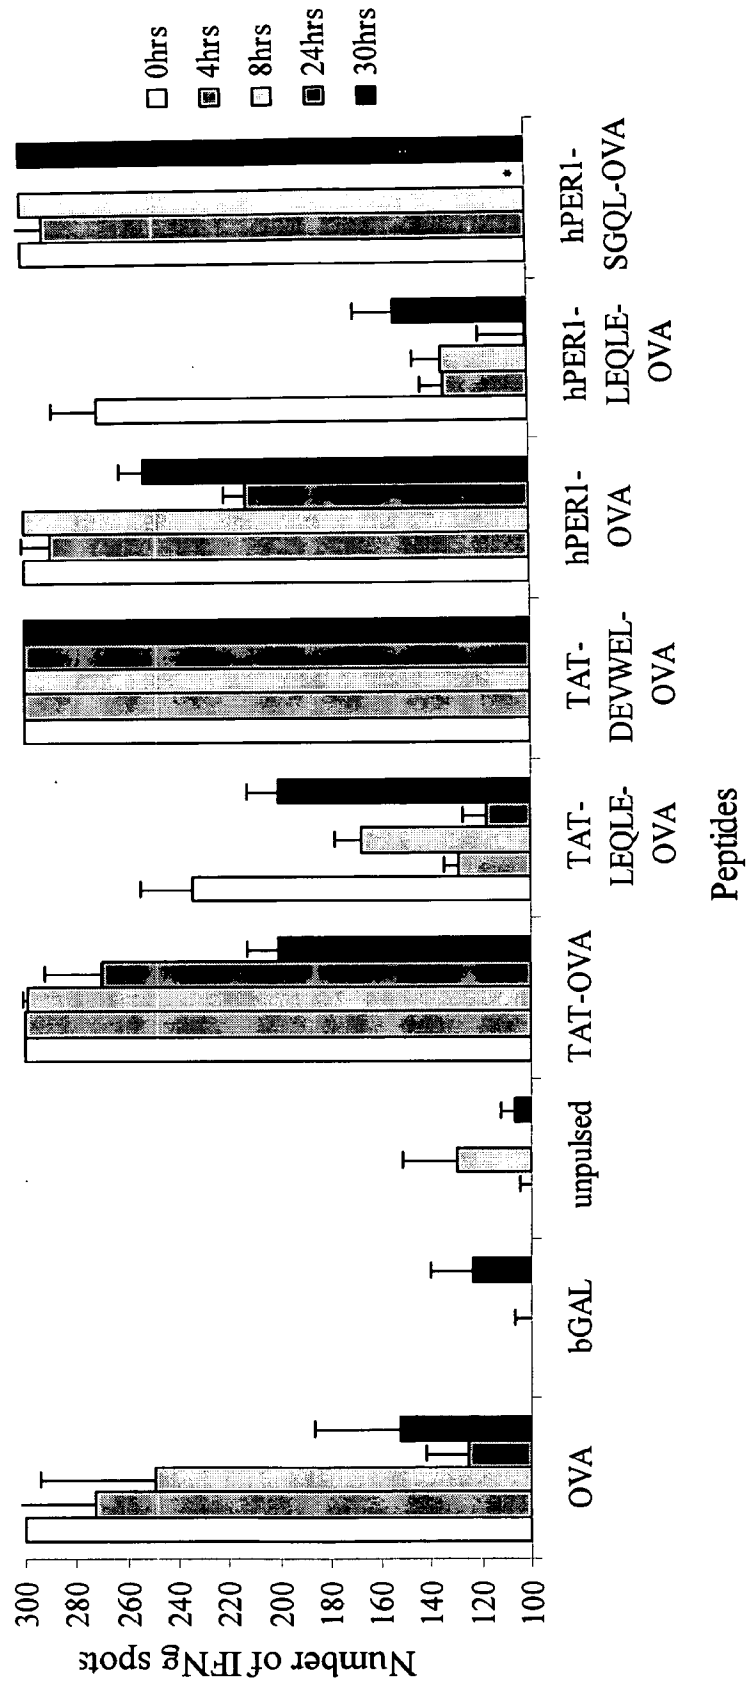 Number of IFNg spots
300
280
260
240
220
200
180
160
140
120
100
OVA
bGAL
unpulsed
TAT-OVA
TAT-
LEQLE-
OVA
TAT-
DEVWEL-
OVA
hPER1-
OVA
hPER1-
LEQLE-
OVA
hPER1-
SGQL-OVA
*
Peptides
0hrs
4hrs
8hrs
24hrs
30hrs